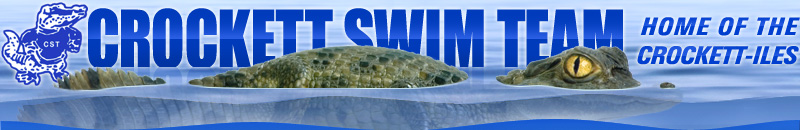 CST
CROCKETT SWIM TEAM
HOME OF THE
CROCKETT-ILES